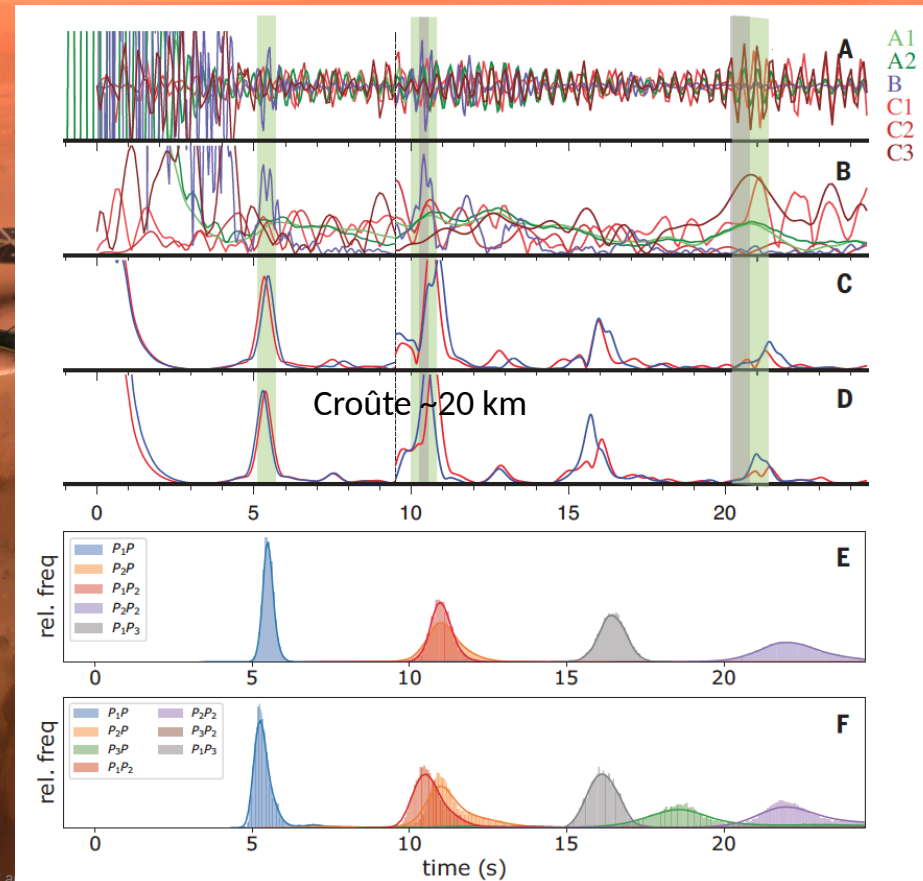 A
A1
A2
B
C1
C2
C3
B
C
D
Croûte ~20 km
0 5 10 15 20
rel. freq
P₁P
P₂P
P₁P₂
P₂P₂
P₁P₃
E
0 5 10 15 20
rel. freq
P₁P P₂P₂
P₂P P₃P₂
P₃P P₁P₃
P₁P₂
F
0 5 10 15 20
time (s)